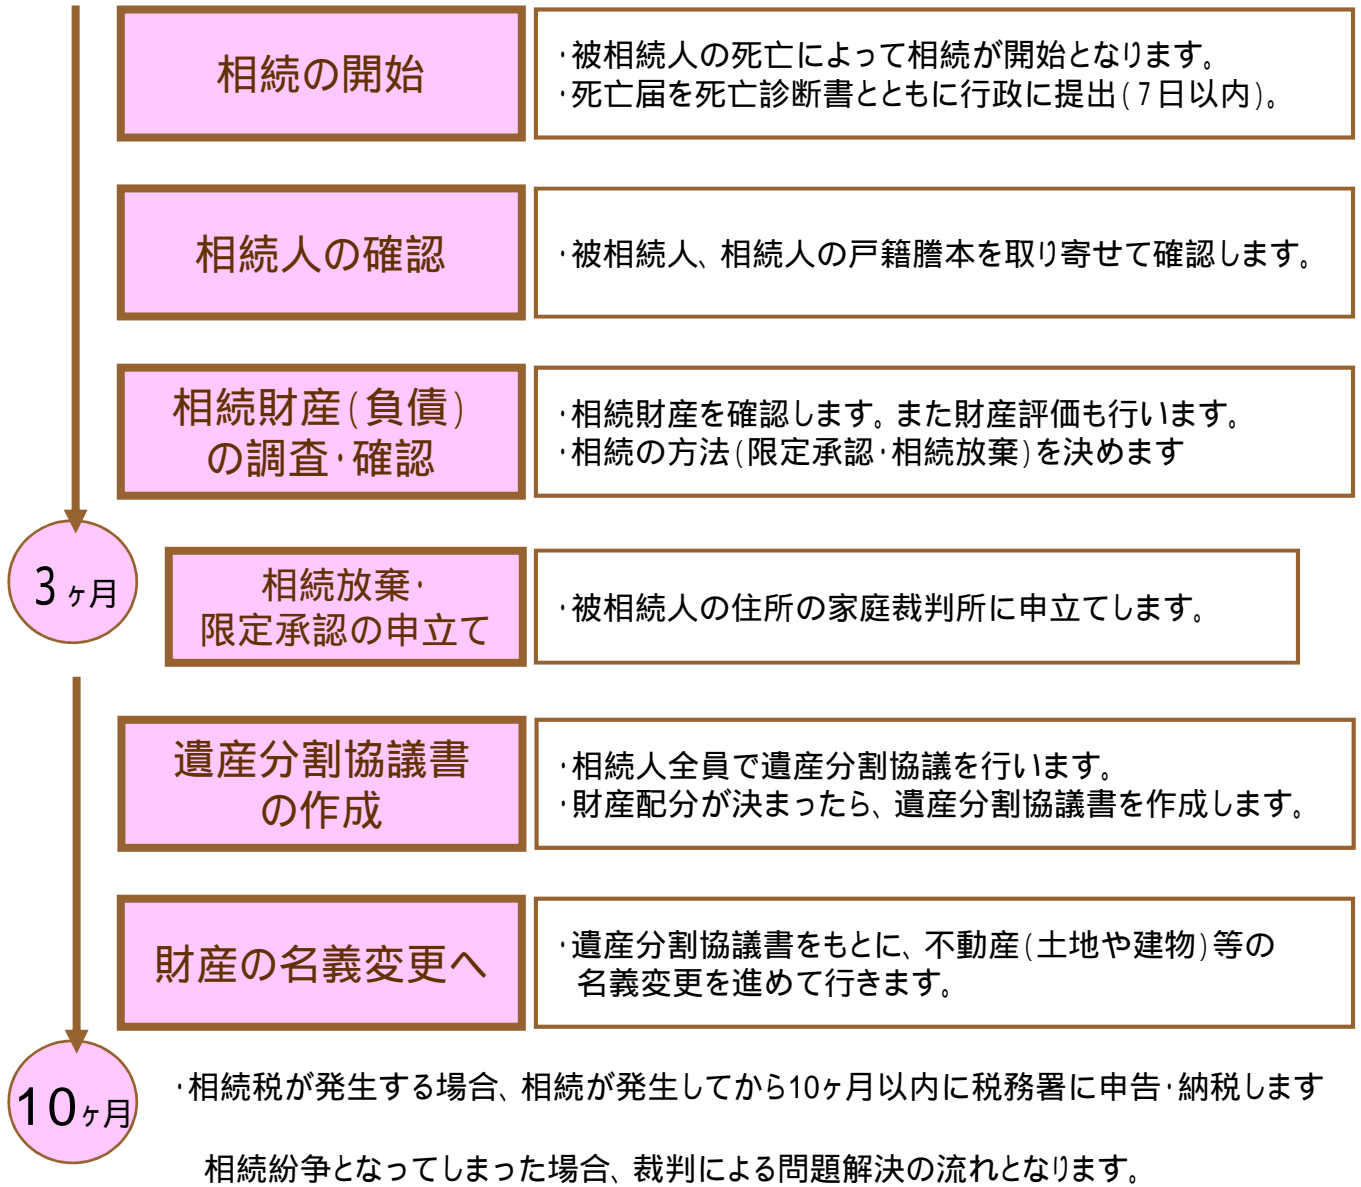 相続の開始
・被相続人の死亡によって相続が開始となります。
・死亡届を死亡診断書とともに行政に提出(7日以内)。
相続人の確認
・被相続人、相続人の戸籍謄本を取り寄せて確認します。
相続財産(負債)
の調査・確認
・相続財産を確認します。また財産評価も行います。
・相続の方法(限定承認・相続放棄)を決めます
3ヶ月
相続放棄・
限定承認の申立て
・被相続人の住所の家庭裁判所に申立てします。
遺産分割協議書
の作成
・相続人全員で遺産分割協議を行います。
・財産配分が決まったら、遺産分割協議書を作成します。
財産の名義変更へ
・遺産分割協議書をもとに、不動産(土地や建物)等の
名義変更を進めて行きます。
10ヶ月
・相続税が発生する場合、相続が発生してから10ヶ月以内に税務署に申告・納税します
相続紛争となってしまった場合、裁判による問題解決の流れとなります。